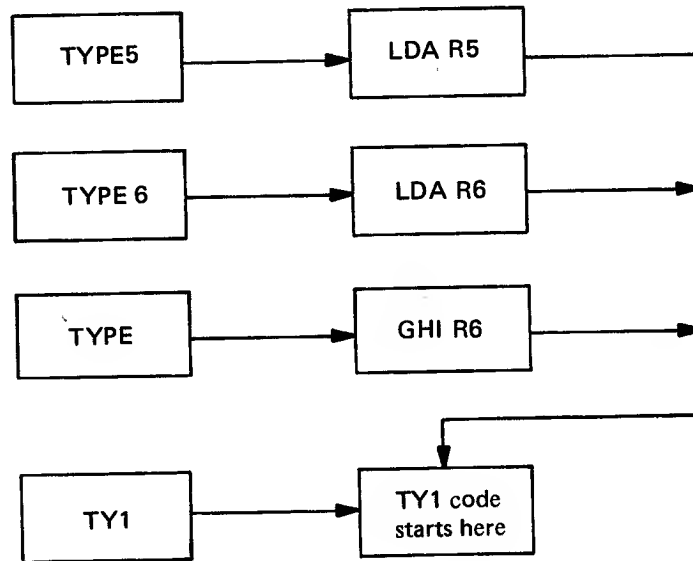 TYPE5
LDA R5
TYPE 6
LDA R6
TYPE
GHI R6
TY1
TY1 code
starts here